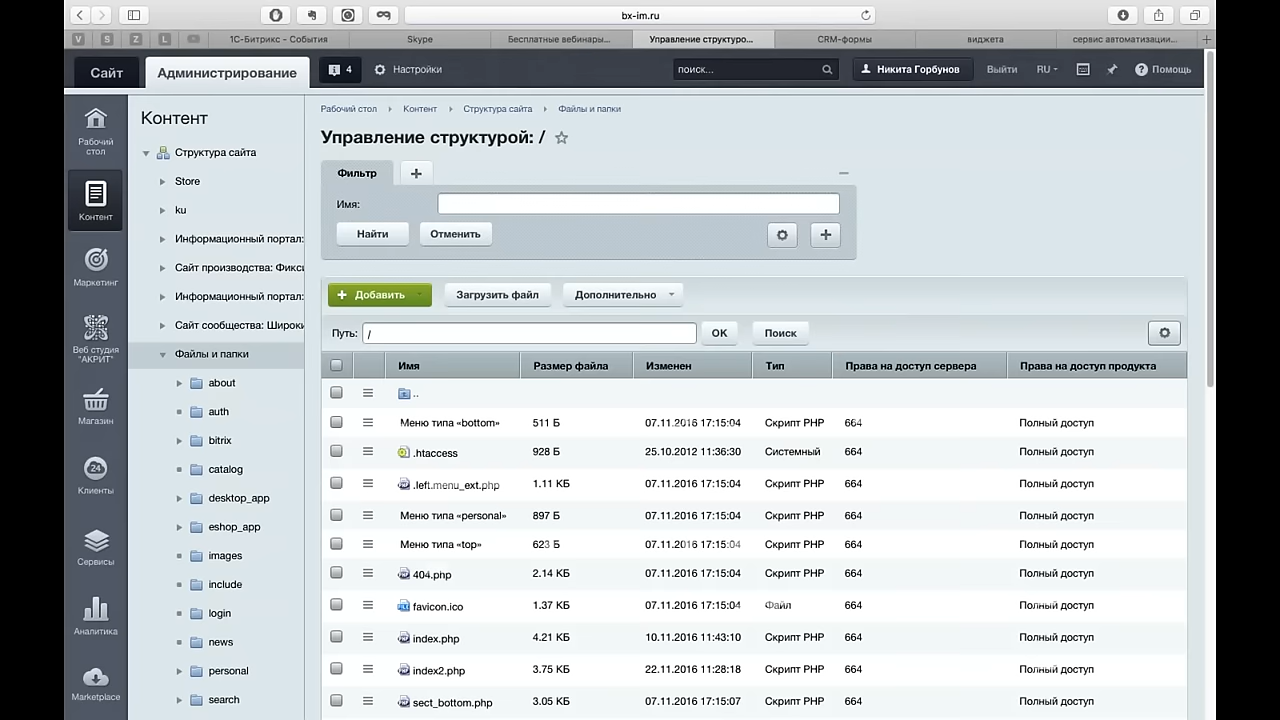 bx-im.ru
V S Z L 1С-Битрикс - События Skype Бесплатные вебинары... Управление структуро... CRM-формы виджета сервис автоматизации...
Сайт Администрирование 4 Настройки поиск... Никита Горбунов Выйти RU Помощь
Рабочий стол
Контент
Маркетинг
Веб студия "АКРИТ"
Магазин
24
Клиенты
Сервисы
Аналитика
Marketplace
Контент
Структура сайта
Store
ku
Информационный портал:
Сайт производства: Фикси
Информационный портал:
Сайт сообщества: Широки
Файлы и папки
about
auth
bitrix
catalog
desktop_app
eshop_app
images
include
login
news
personal
search
Рабочий стол Контент Структура сайта Файлы и папки
Управление структурой: /
Фильтр
Имя:
Найти Отменить
Добавить Загрузить файл Дополнительно
Путь: / OK Поиск
Имя Размер файла Изменен Тип Права на доступ сервера Права на доступ продукта
..
Меню типа «bottom» 511 Б 07.11.2016 17:15:04 Скрипт PHP 664 Полный доступ
.htaccess 928 Б 25.10.2012 11:36:30 Системный 664 Полный доступ
.left.menu_ext.php 1.11 КБ 07.11.2016 17:15:04 Скрипт PHP 664 Полный доступ
Меню типа «personal» 897 Б 07.11.2016 17:15:04 Скрипт PHP 664 Полный доступ
Меню типа «top» 623 Б 07.11.2016 17:15:04 Скрипт PHP 664 Полный доступ
404.php 2.14 КБ 07.11.2016 17:15:04 Скрипт PHP 664 Полный доступ
favicon.ico 1.37 КБ 07.11.2016 17:15:04 Файл 664 Полный доступ
index.php 4.21 КБ 10.11.2016 11:43:10 Скрипт PHP 664 Полный доступ
index2.php 3.75 КБ 22.11.2016 11:28:18 Скрипт PHP 664 Полный доступ
sect_bottom.php 3.05 КБ 07.11.2016 17:15:07 Скрипт PHP 664 Полный доступ